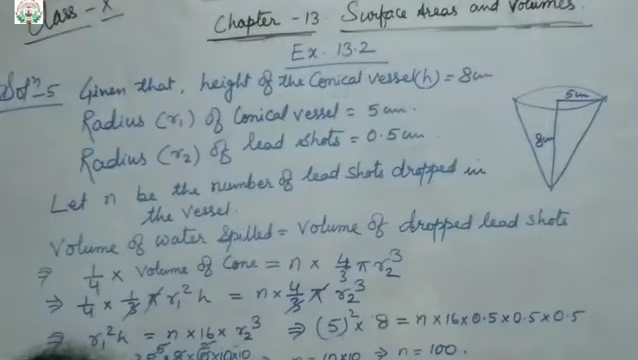 Class - X
Chapter - 13 Surface Areas and Volumes.
Ex. 13.2
Solⁿ-5 Given that, height of the Conical vessel (h) = 8cm
Radius (r₁) of Conical vessel = 5 cm.
Radius (r₂) of lead shots = 0.5cm.
5cm
8cm
Let n be the number of lead shots dropped in
the vessel.
Volume of water Spilled = Volume of dropped lead shots
⇒ 1/4 × Volume of Cone = n × 4/3 π r₂³
⇒ 1/4 × 1/3 π r₁² h = n × 4/3 π r₂³
⇒ r₁² h = n × 16 × r₂³ ⇒ (5)² × 8 = n × 16 × 0.5 × 0.5 × 0.5
⇒ n = 100.